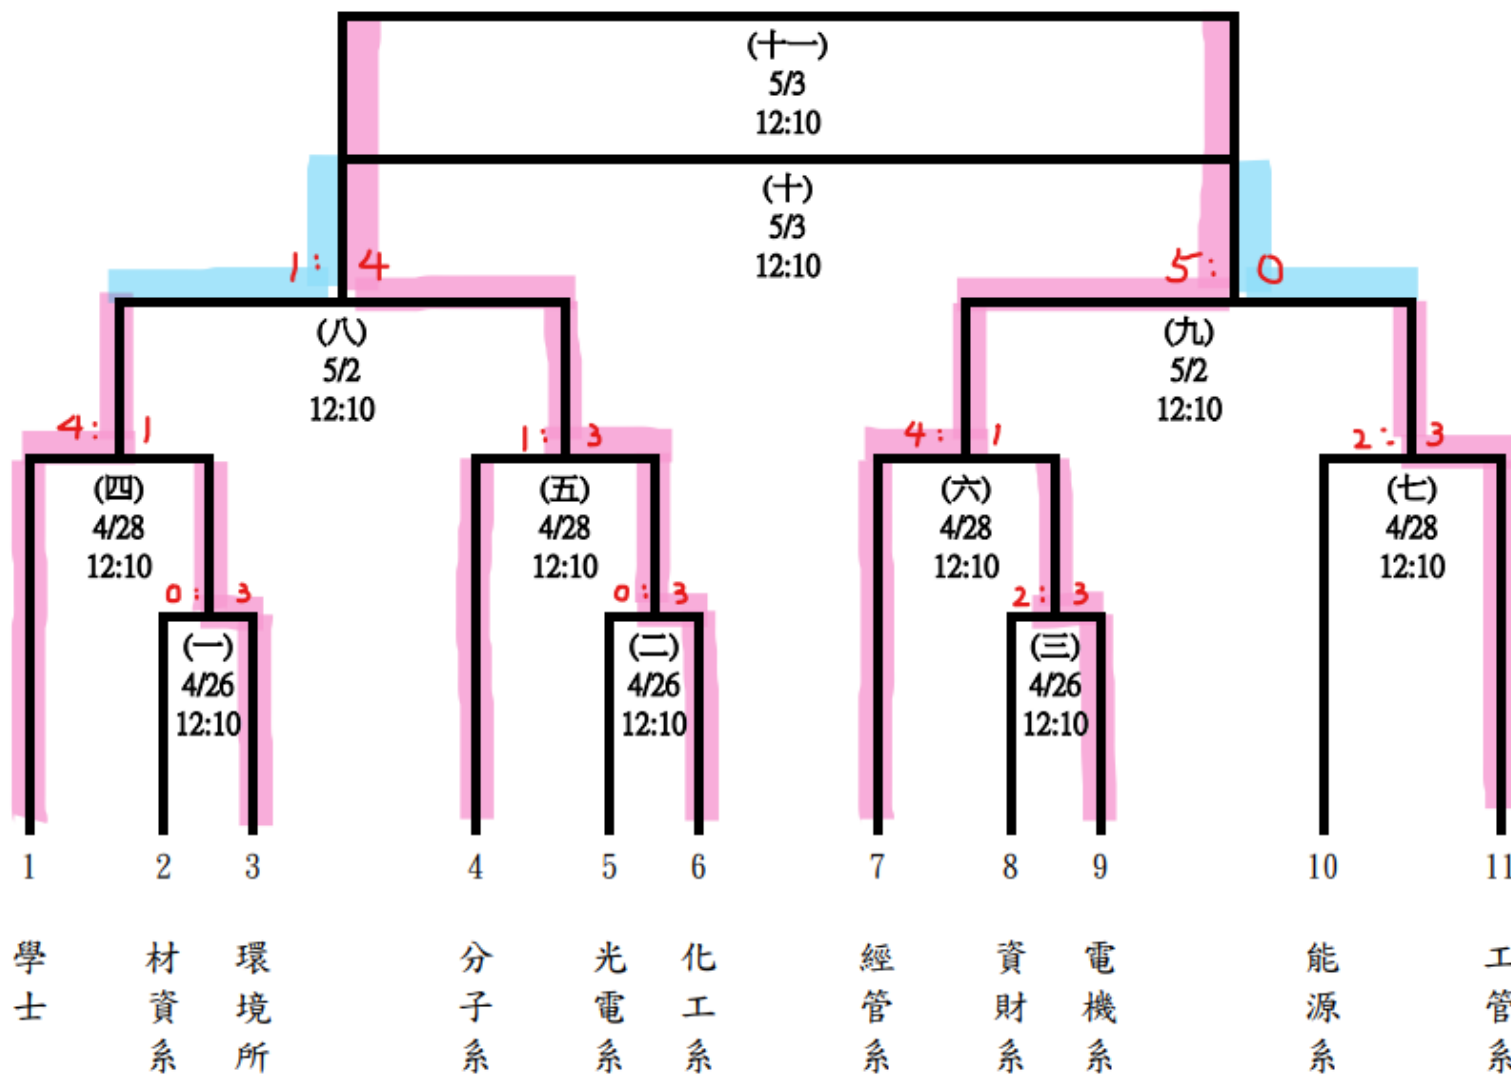 (十一)
5/3
12:10
(十)
5/3
12:10
1: 4
5: 0
(八)
5/2
12:10
(九)
5/2
12:10
4: 1
1: 3
4: 1
2: 3
(四)
4/28
12:10
(五)
4/28
12:10
(六)
4/28
12:10
(七)
4/28
12:10
0: 3
0: 3
2: 3
(一)
4/26
12:10
(二)
4/26
12:10
(三)
4/26
12:10
1 2 3 4 5 6 7 8 9 10 11
學士
材資系
環境所
分子系
光電系
化工系
經管系
資財系
電機系
能源系
工管系